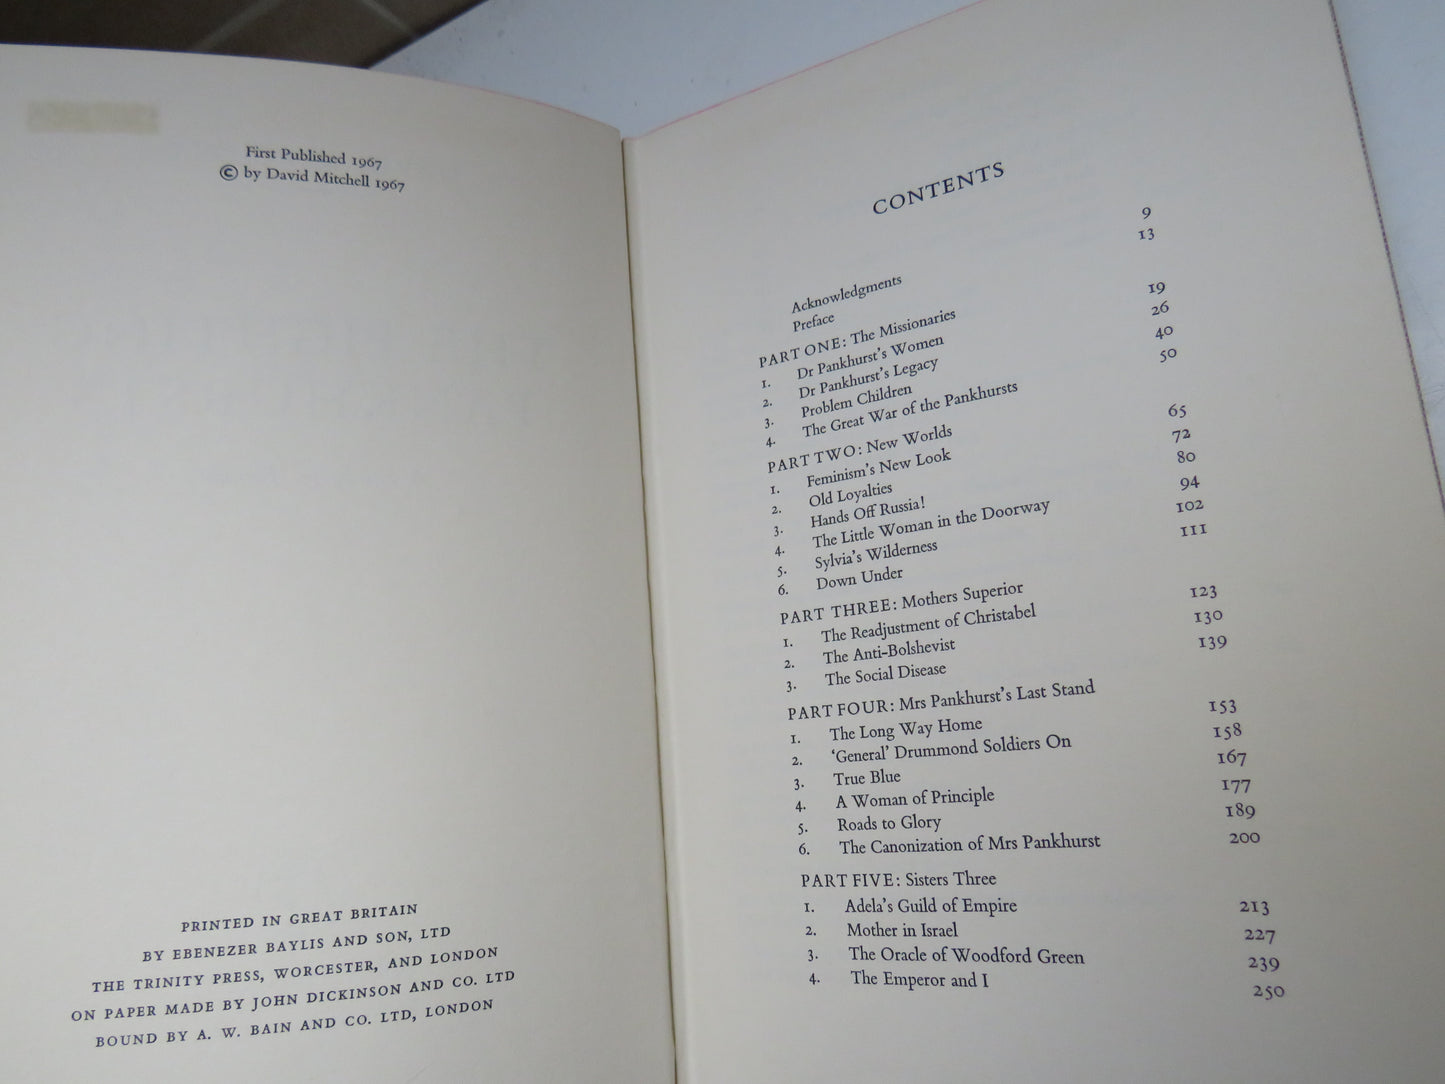 First Published 1967
© by David Mitchell 1967
PRINTED IN GREAT BRITAIN
BY EBENEZER BAYLIS AND SON, LTD
THE TRINITY PRESS, WORCESTER, AND LONDON
ON PAPER MADE BY JOHN DICKINSON AND CO. LTD
BOUND BY A. W. BAIN AND CO. LTD, LONDON
CONTENTS
Acknowledgments 9
Preface 13
PART ONE: The Missionaries
1. Dr Pankhurst's Women 19
2. Dr Pankhurst's Legacy 26
3. Problem Children 40
4. The Great War of the Pankhursts 50
PART TWO: New Worlds
1. Feminism's New Look 65
2. Old Loyalties 72
3. Hands Off Russia! 80
4. The Little Woman in the Doorway 94
5. Sylvia's Wilderness 102
6. Down Under 111
PART THREE: Mothers Superior
1. The Readjustment of Christabel 123
2. The Anti-Bolshevist 130
3. The Social Disease 139
PART FOUR: Mrs Pankhurst's Last Stand
1. The Long Way Home 153
2. 'General' Drummond Soldiers On 158
3. True Blue 167
4. A Woman of Principle 177
5. Roads to Glory 189
6. The Canonization of Mrs Pankhurst 200
PART FIVE: Sisters Three
1. Adela's Guild of Empire 213
2. Mother in Israel 227
3. The Oracle of Woodford Green 239
4. The Emperor and I 250